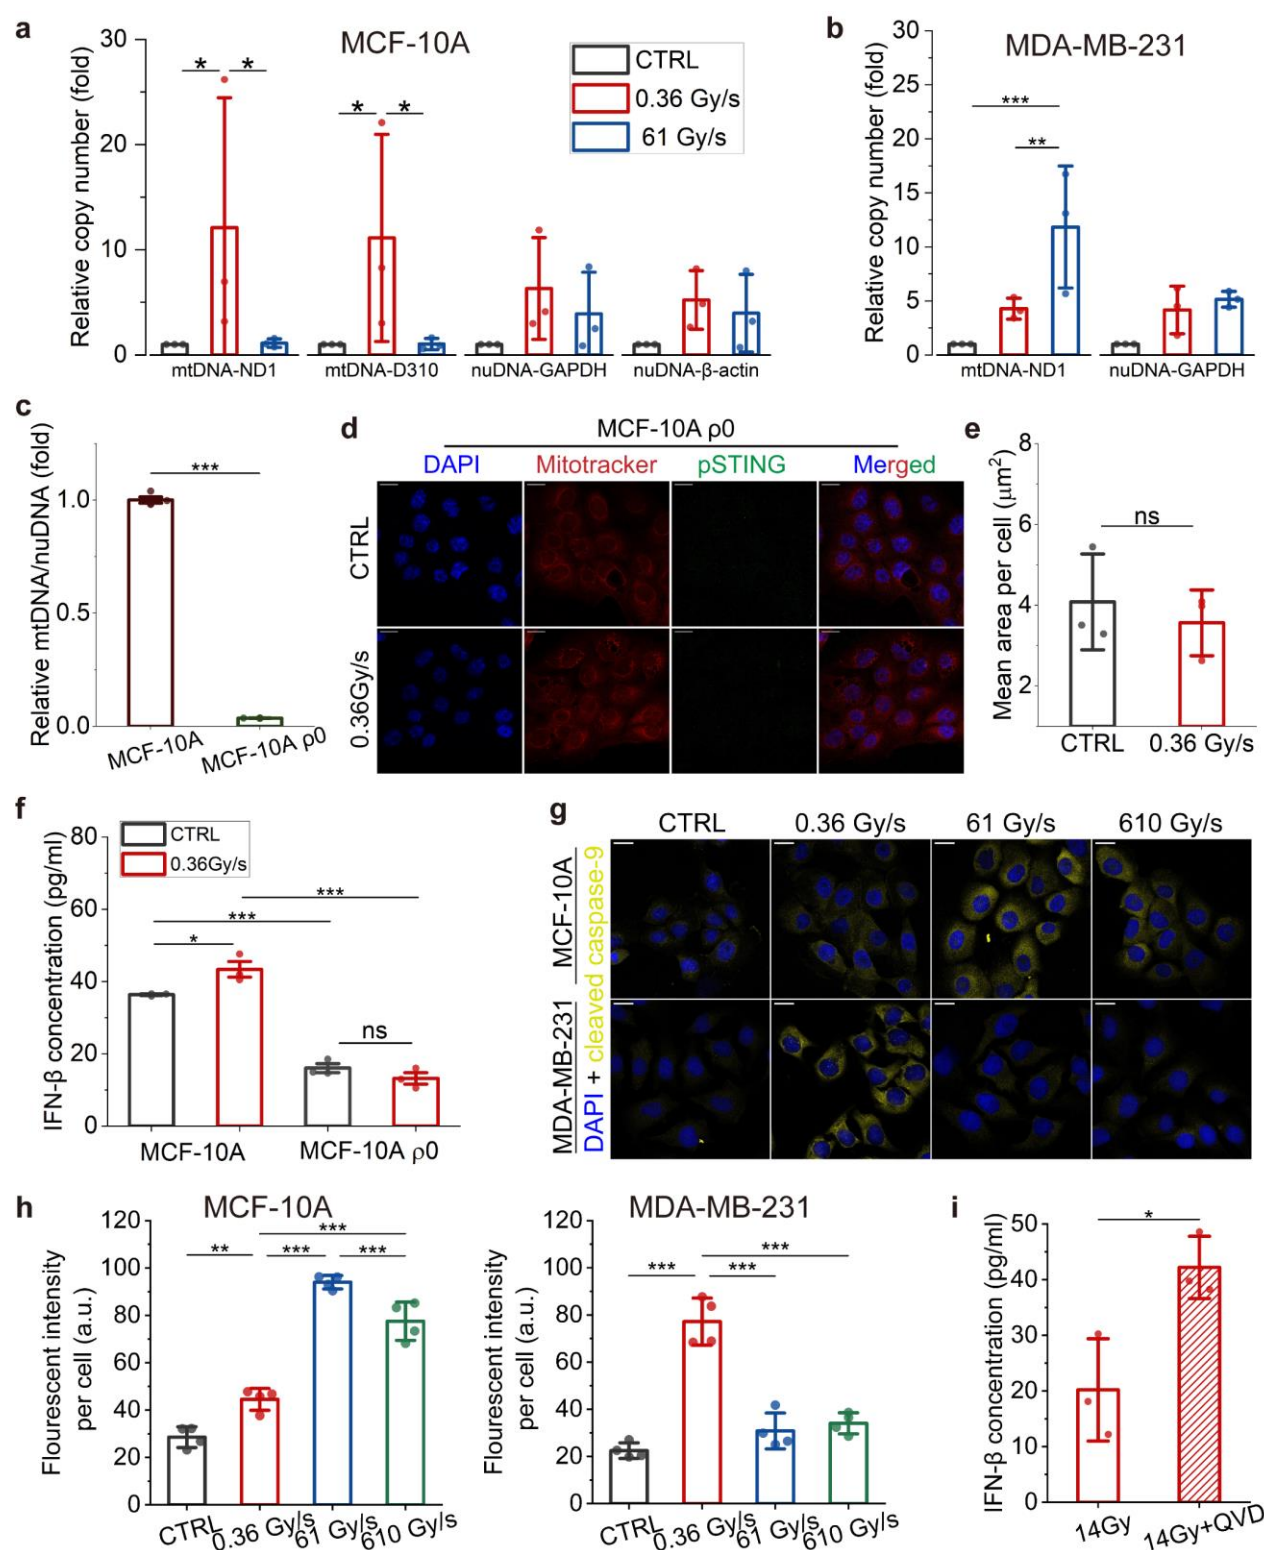 a
MCF-10A
Relative copy number (fold)
30
20
10
0
* *
* *
CTRL
0.36 Gy/s
61 Gy/s
mtDNA-ND1 mtDNA-D310 nuDNA-GAPDH nuDNA-β-actin
b
MDA-MB-231
Relative copy number (fold)
30
25
20
15
10
5
0
***
**
mtDNA-ND1 nuDNA-GAPDH
c
Relative mtDNA/nuDNA (fold)
1.0
0.5
0.0
***
MCF-10A MCF-10A ρ0
d
MCF-10A ρ0
DAPI Mitotracker pSTING Merged
CTRL
0.36Gy/s
e
Mean area per cell (μm²)
8
6
4
2
ns
CTRL 0.36 Gy/s
f
IFN-β concentration (pg/ml)
80
60
40
20
0
CTRL
0.36Gy/s
***
***
*
ns
MCF-10A MCF-10A ρ0
g
CTRL 0.36 Gy/s 61 Gy/s 610 Gy/s
MCF-10A
MDA-MB-231
DAPI + cleaved caspase-9
h
MCF-10A
Flourescent intensity
per cell (a.u.)
120
100
80
60
40
20
0
***
** *** ***
CTRL 0.36 Gy/s 61 Gy/s 610 Gy/s
MDA-MB-231
Flourescent intensity
per cell (a.u.)
120
100
80
60
40
20
0
***
*** ***
CTRL 0.36 Gy/s 61 Gy/s 610 Gy/s
i
IFN-β concentration (pg/ml)
50
40
30
20
10
0
*
14Gy 14Gy+QVD